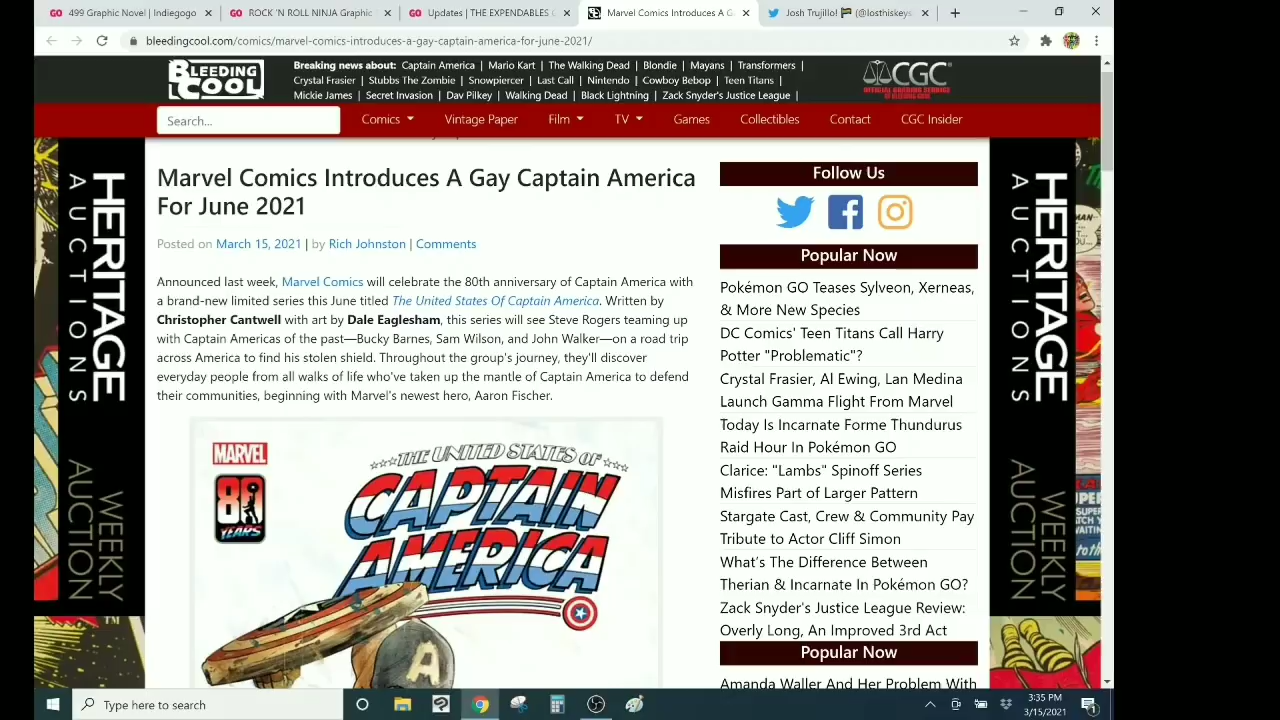 499 Graphic Novel | Indiegogo
ROCK 'N ROLL NINJA Graphic
Updates | THE EXPENDABLES G
Marvel Comics Introduces A G
Josh Trujillo! (@losthiskeys
bleedingcool.com/comics/marvel-comics-introduces-a-gay-captain-america-for-june-2021/
BLEEDING COOL
Breaking news about: Captain America | Mario Kart | The Walking Dead | Blondie | Mayans | Transformers |
Crystal Frasier | Stubbs The Zombie | Snowpiercer | Last Call | Nintendo | Cowboy Bebop | Teen Titans |
Mickie James | Secret Invasion | Dav Pilkey | Walking Dead | Black Lightning | Zack Snyder's Justice League |
CGC
OFFICIAL GRADING SERVICE
OF BLEEDING COOL
Search...
Comics
Vintage Paper
Film
TV
Games
Collectibles
Contact
CGC Insider
HERITAGE
AUCTIONS
WEEKLY
AUCTION
Marvel Comics Introduces A Gay Captain America
For June 2021
Posted on March 15, 2021 | by Rich Johnston | Comments
Announced last week, Marvel Comics will celebrate the 80th anniversary of Captain America with
a brand-new limited series this June titled The United States Of Captain America. Written by
Christopher Cantwell with art by Dale Eaglesham, this series will see Steve Rogers teaming up
with Captain Americas of the past—Bucky Barnes, Sam Wilson, and John Walker—on a road trip
across America to find his stolen shield. Throughout the group's journey, they'll discover
everyday people from all walks of life who've taken up the mantle of Captain America to defend
their communities, beginning with Marvel's newest hero, Aaron Fischer.
MARVEL
80
YEARS
THE UNITED STATES OF
CAPTAIN
AMERICA
A
Follow Us
Popular Now
Pokémon GO Teases Sylveon, Xerneas,
& More New Species
DC Comics' Teen Titans Call Harry
Potter "Problematic"?
Crystal Frasier, Al Ewing, Lan Medina
Launch Gamma Flight From Marvel
Today Is Incarnate Forme Thundurus
Raid Hour In Pokémon GO
Clarice: "Lambs" Spinoff Series
Misfires Part of Larger Pattern
Stargate Cast, Crew & Community Pay
Tribute to Actor Cliff Simon
What's The Difference Between
Therian & Incarnate In Pokémon GO?
Zack Snyder's Justice League Review:
Overly Long, An Improved 3rd Act
Popular Now
Amanda Waller And Her Problem With
HERITAGE
AUCTIONS
WEEKLY
AUCTION
Type here to search
3:35 PM
3/15/2021